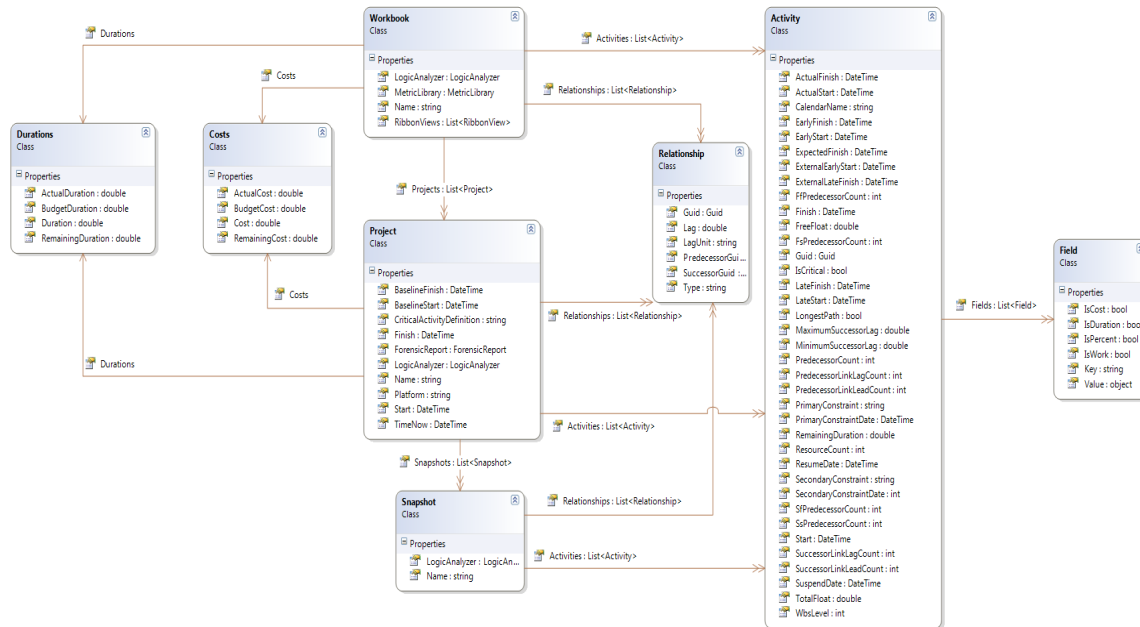 Workbook
Class
Properties
LogicAnalyzer : LogicAnalyzer
MetricLibrary : MetricLibrary
Name : string
RibbonViews : List<RibbonView>
Durations
Costs
Activities : List<Activity>
Relationships : List<Relationship>
Projects : List<Project>
Durations
Class
Properties
ActualDuration : double
BudgetDuration : double
Duration : double
RemainingDuration : double
Costs
Class
Properties
ActualCost : double
BudgetCost : double
Cost : double
RemainingCost : double
Relationship
Class
Properties
Guid : Guid
Lag : double
LagUnit : string
PredecessorGui...
SuccessorGuid :...
Type : string
Project
Class
Properties
BaselineFinish : DateTime
BaselineStart : DateTime
CriticalActivityDefinition : string
Finish : DateTime
ForensicReport : ForensicReport
LogicAnalyzer : LogicAnalyzer
Name : string
Platform : string
Start : DateTime
TimeNow : DateTime
Costs
Durations
Relationships : List<Relationship>
Activities : List<Activity>
Snapshots : List<Snapshot>
Snapshot
Class
Properties
LogicAnalyzer : LogicAn...
Name : string
Relationships : List<Relationship>
Activities : List<Activity>
Activity
Class
Properties
ActualFinish : DateTime
ActualStart : DateTime
CalendarName : string
EarlyFinish : DateTime
EarlyStart : DateTime
ExpectedFinish : DateTime
ExternalEarlyStart : DateTime
ExternalLateFinish : DateTime
FfPredecessorCount : int
Finish : DateTime
FreeFloat : double
FsPredecessorCount : int
Guid : Guid
IsCritical : bool
LateFinish : DateTime
LateStart : DateTime
LongestPath : bool
MaximumSuccessorLag : double
MinimumSuccessorLag : double
PredecessorCount : int
PredecessorLinkLagCount : int
PredecessorLinkLeadCount : int
PrimaryConstraint : string
PrimaryConstraintDate : DateTime
RemainingDuration : double
ResourceCount : int
ResumeDate : DateTime
SecondaryConstraint : string
SecondaryConstraintDate : int
SfPredecessorCount : int
SsPredecessorCount : int
Start : DateTime
SuccessorLinkLagCount : int
SuccessorLinkLeadCount : int
SuspendDate : DateTime
TotalFloat : double
WbsLevel : int
Fields : List<Field>
Field
Class
Properties
IsCost : bool
IsDuration : bool
IsPercent : bool
IsWork : bool
Key : string
Value : object